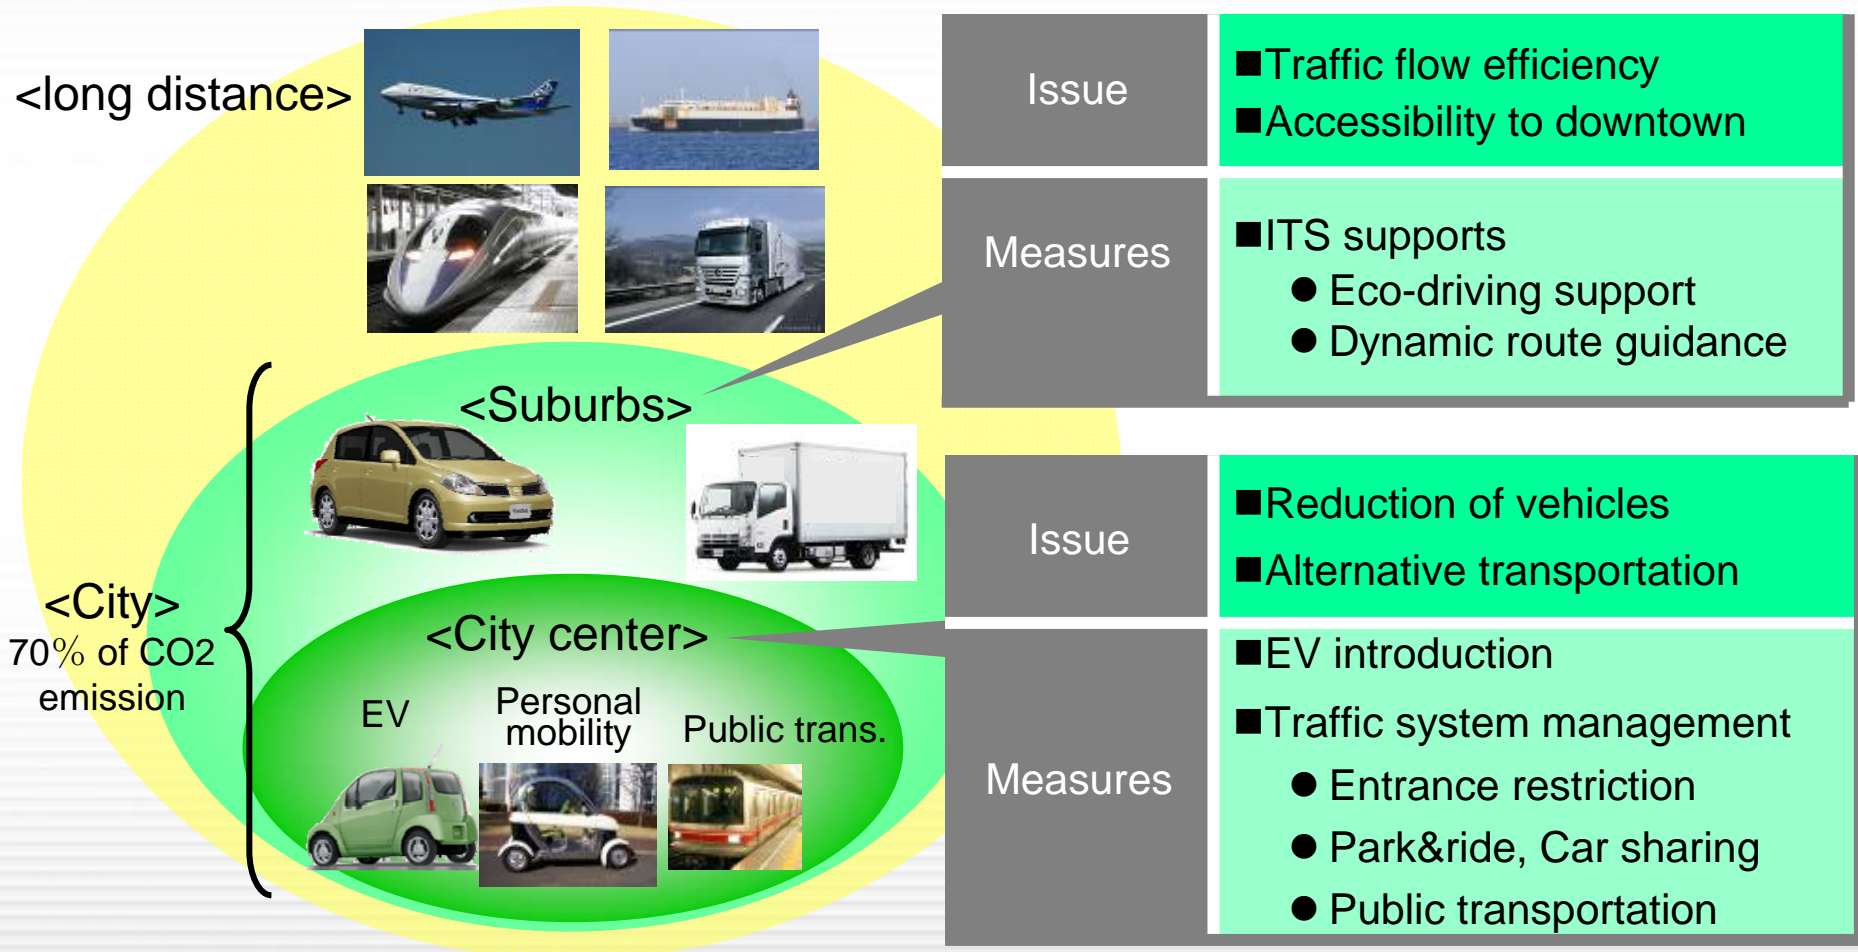 <long distance>
<Suburbs>
<City>
70% of CO2
emission
<City center>
EV
Personal
mobility
Public trans.
Issue
■Traffic flow efficiency
■Accessibility to downtown
Measures
■ITS supports
● Eco-driving support
● Dynamic route guidance
Issue
■Reduction of vehicles
■Alternative transportation
Measures
■EV introduction
■Traffic system management
● Entrance restriction
● Park&ride, Car sharing
● Public transportation